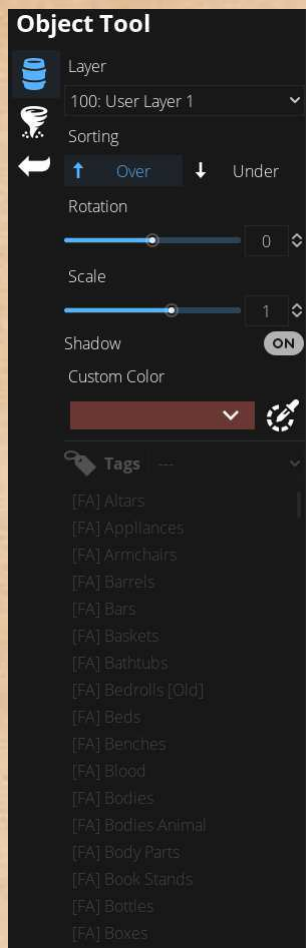 Object Tool
Layer
100: User Layer 1
Sorting
Over Under
Rotation
0
Scale
1
Shadow ON
Custom Color
Tags ---
[FA] Altars
[FA] Appliances
[FA] Armchairs
[FA] Barrels
[FA] Bars
[FA] Baskets
[FA] Bathtubs
[FA] Bedrolls [Old]
[FA] Beds
[FA] Benches
[FA] Blood
[FA] Bodies
[FA] Bodies Animal
[FA] Body Parts
[FA] Book Stands
[FA] Bottles
[FA] Boxes